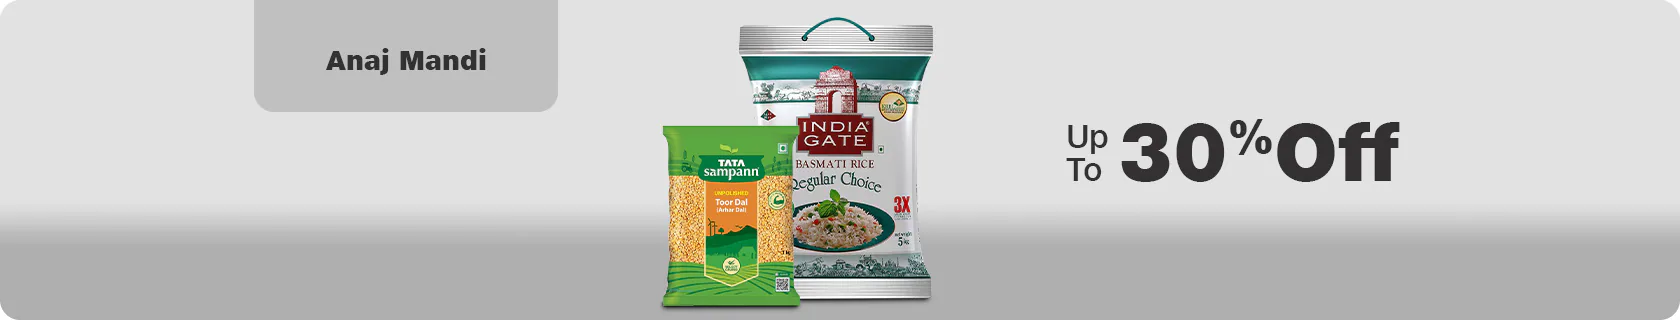 Anaj Mandi
TATA
sampann
UNPOLISHED
Toor Dal
(Arhar Dal)
INDIA
GATE
BASMATI RICE
Regular Choice
3X
5kg
Up
To
30% Off